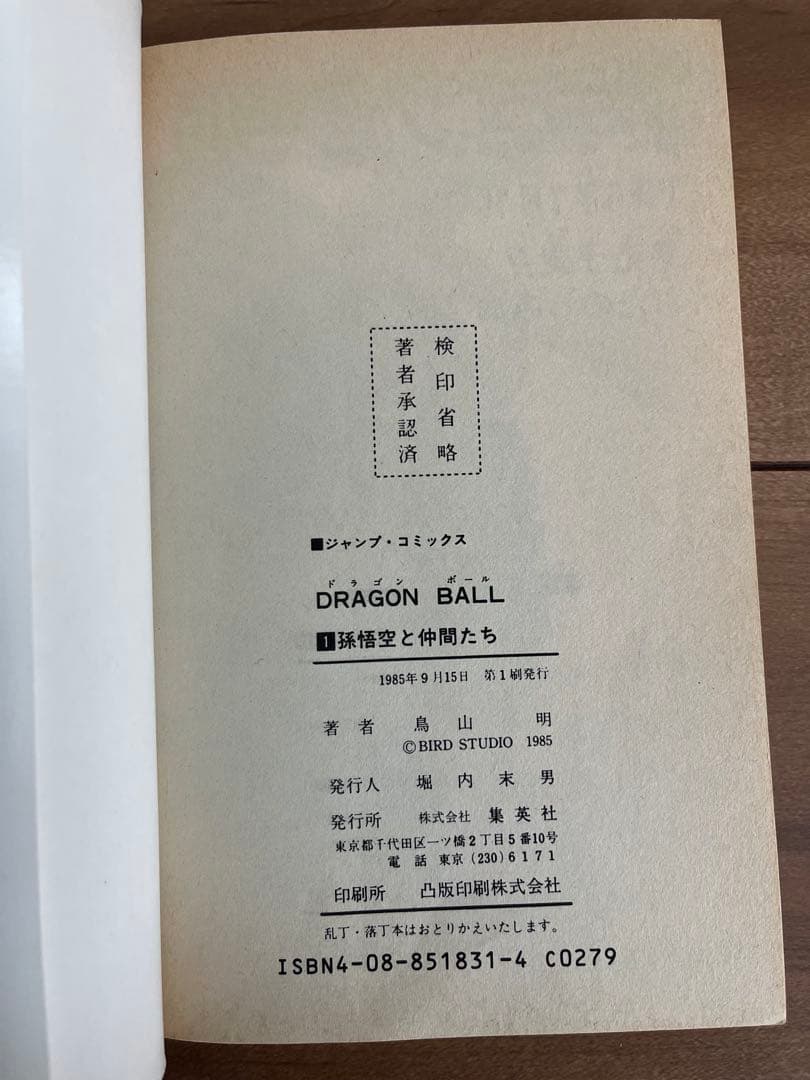 検印省略
著者承認済
■ジャンプ・コミックス
ドラゴン ボール
DRAGON BALL
1孫悟空と仲間たち
1985年9月15日 第1刷発行
著者 鳥山 明
©BIRD STUDIO 1985
発行人 堀内末男
発行所 株式会社 集英社
東京都千代田区一ツ橋2丁目5番10号
電話 東京(230)6171
印刷所 凸版印刷株式会社
乱丁・落丁本はおとりかえいたします。
ISBN4-08-851831-4 C0279